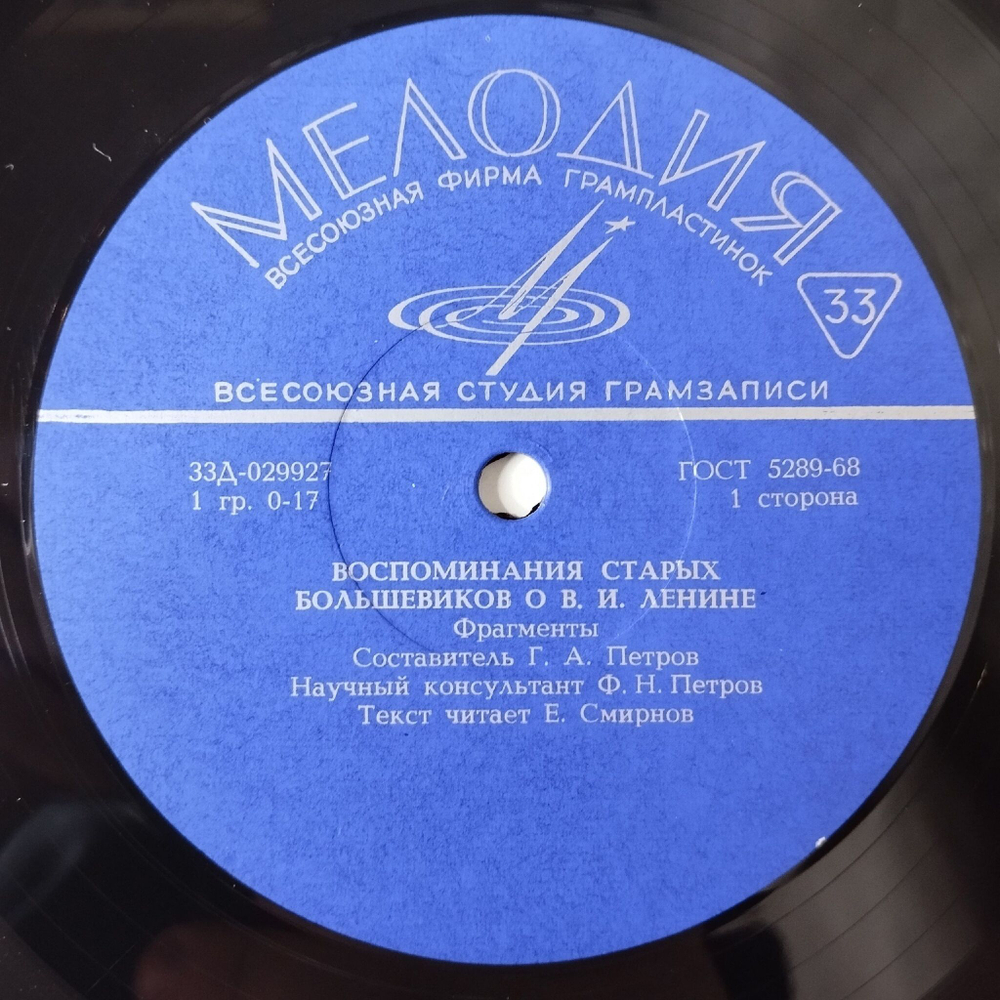 МЕЛОДИЯ
ВСЕСОЮЗНАЯ ФИРМА ГРАМПЛАСТИНОК
33
ВСЕСОЮЗНАЯ СТУДИЯ ГРАМЗАПИСИ
33Д-029927 ГОСТ 5289-68
1 гр. 0-17 1 сторона
ВОСПОМИНАНИЯ СТАРЫХ
БОЛЬШЕВИКОВ О В. И. ЛЕНИНЕ
Фрагменты
Составитель Г. А. Петров
Научный консультант Ф. Н. Петров
Текст читает Е. Смирнов